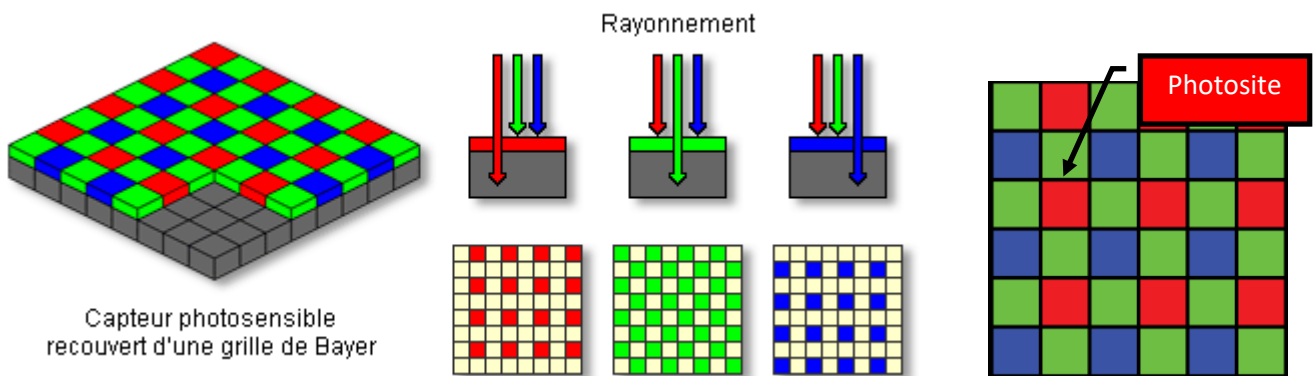 Rayonnement
Photosite
Capteur photosensible
recouvert d'une grille de Bayer